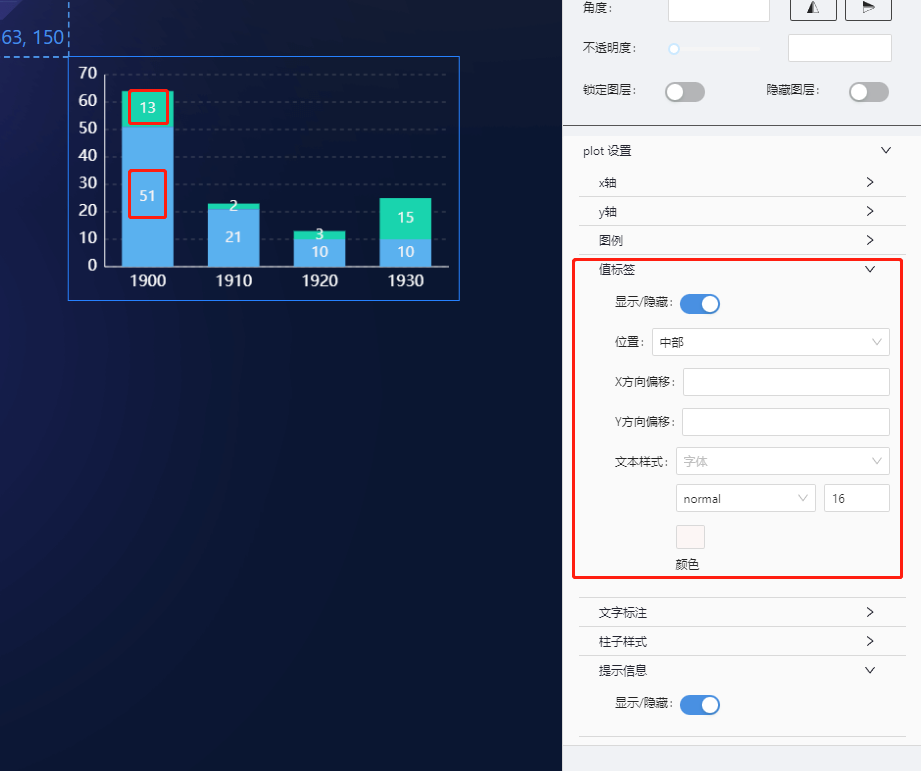 63, 150
70
60
50
40
30
20
10
0
13
51
2
21
3
10
15
10
1900
1910
1920
1930
角度：
不透明度：
锁定图层：
隐藏图层：
plot 设置
x轴
y轴
图例
值标签
显示/隐藏：
位置：
中部
X方向偏移：
Y方向偏移：
文本样式：
字体
normal
16
颜色
文字标注
柱子样式
提示信息
显示/隐藏：